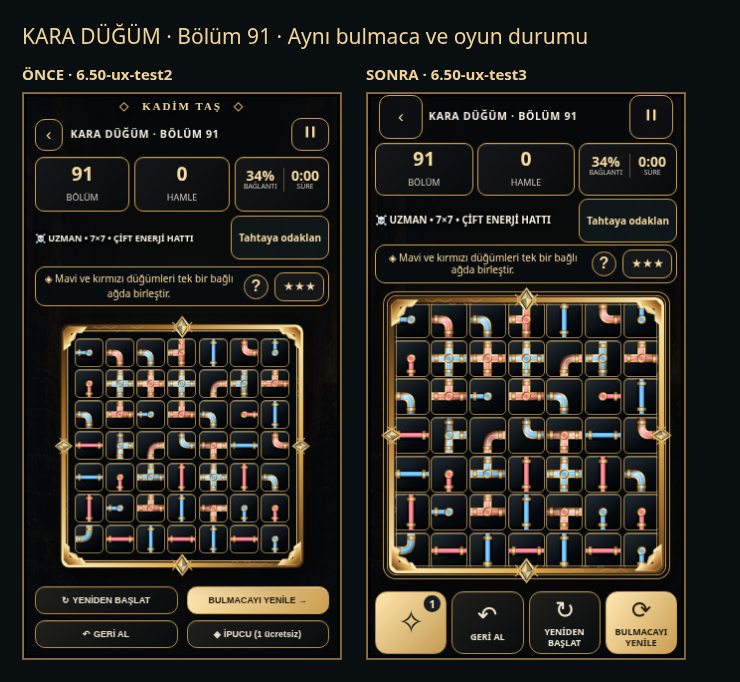 KARA DÜĞÜM · Bölüm 91 · Aynı bulmaca ve oyun durumu
ÖNCE · 6.50-ux-test2
KADİM TAŞ
KARA DÜĞÜM · BÖLÜM 91
91
BÖLÜM
0
HAMLE
34%
BAĞLANTI
0:00
SÜRE
UZMAN • 7×7 • ÇİFT ENERJİ HATTI
Tahtaya odaklan
◈ Mavi ve kırmızı düğümleri tek bir bağlı
ağda birleştir.
?
★★★
↻ YENİDEN BAŞLAT
BULMACAYI YENİLE →
↶ GERİ AL
◈ İPUCU (1 ücretsiz)
SONRA · 6.50-ux-test3
KARA DÜĞÜM · BÖLÜM 91
91
BÖLÜM
0
HAMLE
34%
BAĞLANTI
0:00
SÜRE
UZMAN • 7×7 • ÇİFT ENERJİ HATTI
Tahtaya odaklan
◈ Mavi ve kırmızı düğümleri tek bir bağlı
ağda birleştir.
?
★★★
1
GERİ AL
YENİDEN
BAŞLAT
BULMACAYI
YENİLE